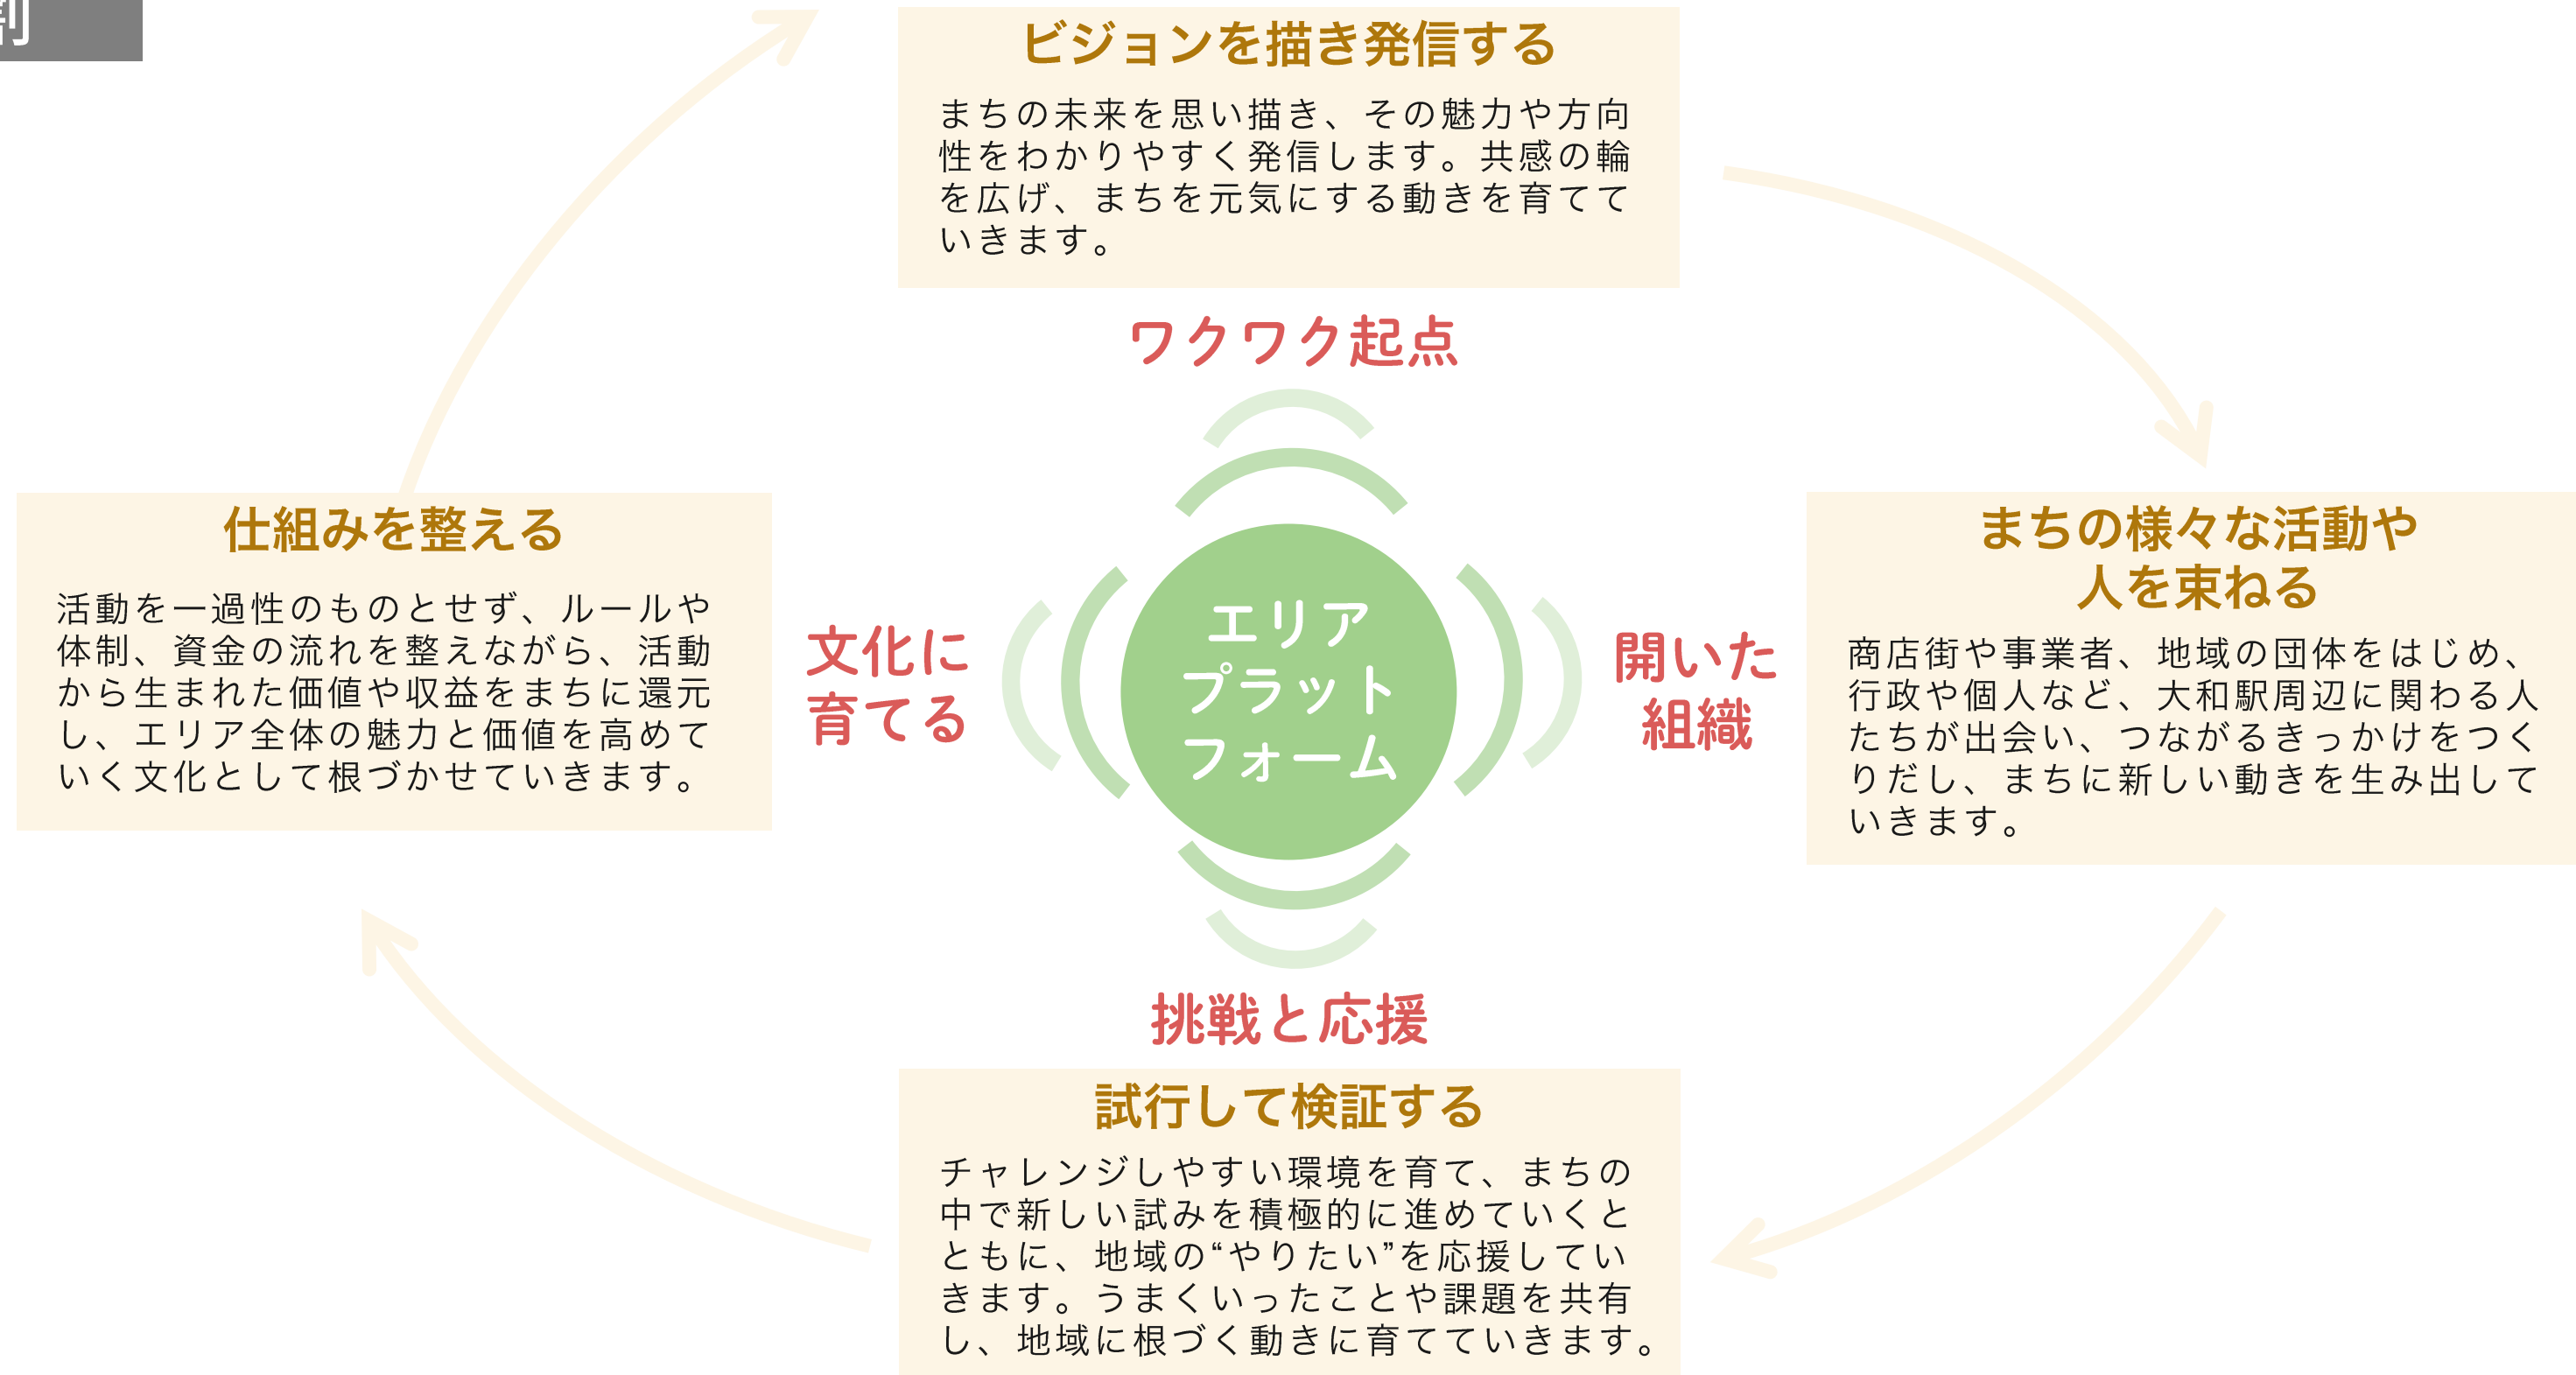 割
ビジョンを描き発信する
まちの未来を思い描き、その魅力や方向
性をわかりやすく発信します。共感の輪
を広げ、まちを元気にする動きを育てて
いきます。
ワクワク起点
仕組みを整える
活動を一過性のものとせず、ルールや
体制、資金の流れを整えながら、活動
から生まれた価値や収益をまちに還元
し、エリア全体の魅力と価値を高めて
いく文化として根づかせていきます。
文化に
育てる
エリア
プラット
フォーム
開いた
組織
まちの様々な活動や
人を束ねる
商店街や事業者、地域の団体をはじめ、
行政や個人など、大和駅周辺に関わる人
たちが出会い、つながるきっかけをつく
りだし、まちに新しい動きを生み出して
いきます。
挑戦と応援
試行して検証する
チャレンジしやすい環境を育て、まちの
中で新しい試みを積極的に進めていくと
ともに、地域の“やりたい”を応援してい
きます。うまくいったことや課題を共有
し、地域に根づく動きに育てていきます。